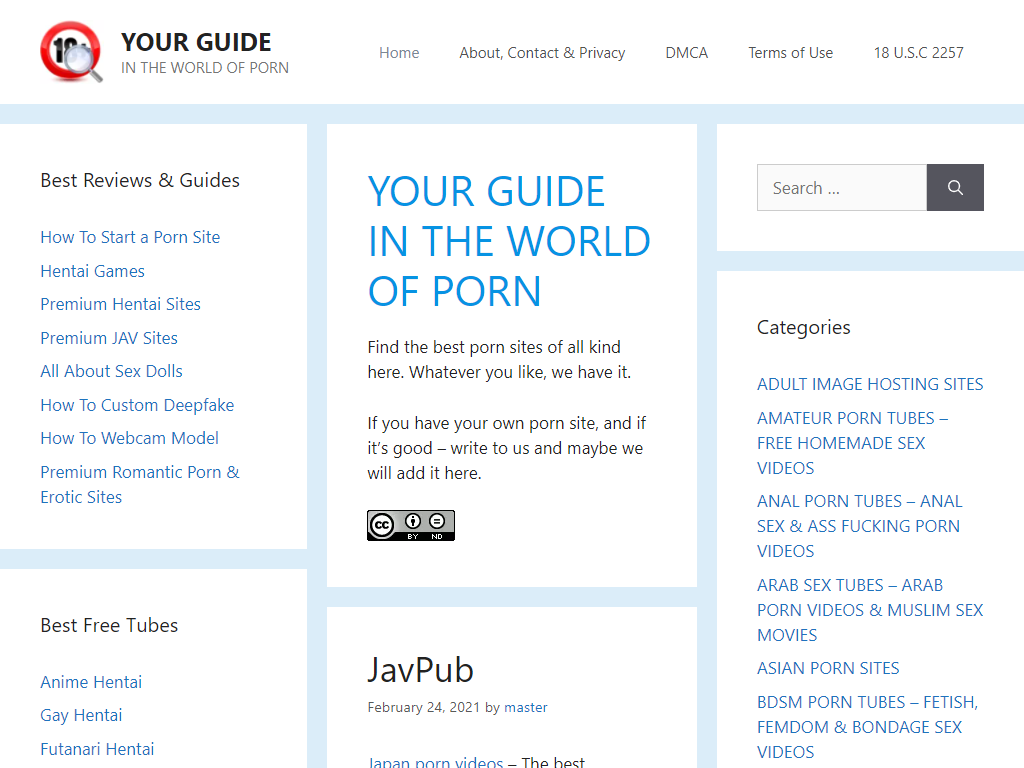 YOUR GUIDE
IN THE WORLD OF PORN
Home
About, Contact & Privacy
DMCA
Terms of Use
18 U.S.C 2257
Best Reviews & Guides
How To Start a Porn Site
Hentai Games
Premium Hentai Sites
Premium JAV Sites
All About Sex Dolls
How To Custom Deepfake
How To Webcam Model
Premium Romantic Porn &
Erotic Sites
Best Free Tubes
Anime Hentai
Gay Hentai
Futanari Hentai
YOUR GUIDE
IN THE WORLD
OF PORN
Find the best porn sites of all kind
here. Whatever you like, we have it.
If you have your own porn site, and if
it’s good – write to us and maybe we
will add it here.
cc
BY ND
JavPub
February 24, 2021 by master
Japan porn videos – The best
Search ...
Categories
ADULT IMAGE HOSTING SITES
AMATEUR PORN TUBES –
FREE HOMEMADE SEX
VIDEOS
ANAL PORN TUBES – ANAL
SEX & ASS FUCKING PORN
VIDEOS
ARAB SEX TUBES – ARAB
PORN VIDEOS & MUSLIM SEX
MOVIES
ASIAN PORN SITES
BDSM PORN TUBES – FETISH,
FEMDOM & BONDAGE SEX
VIDEOS